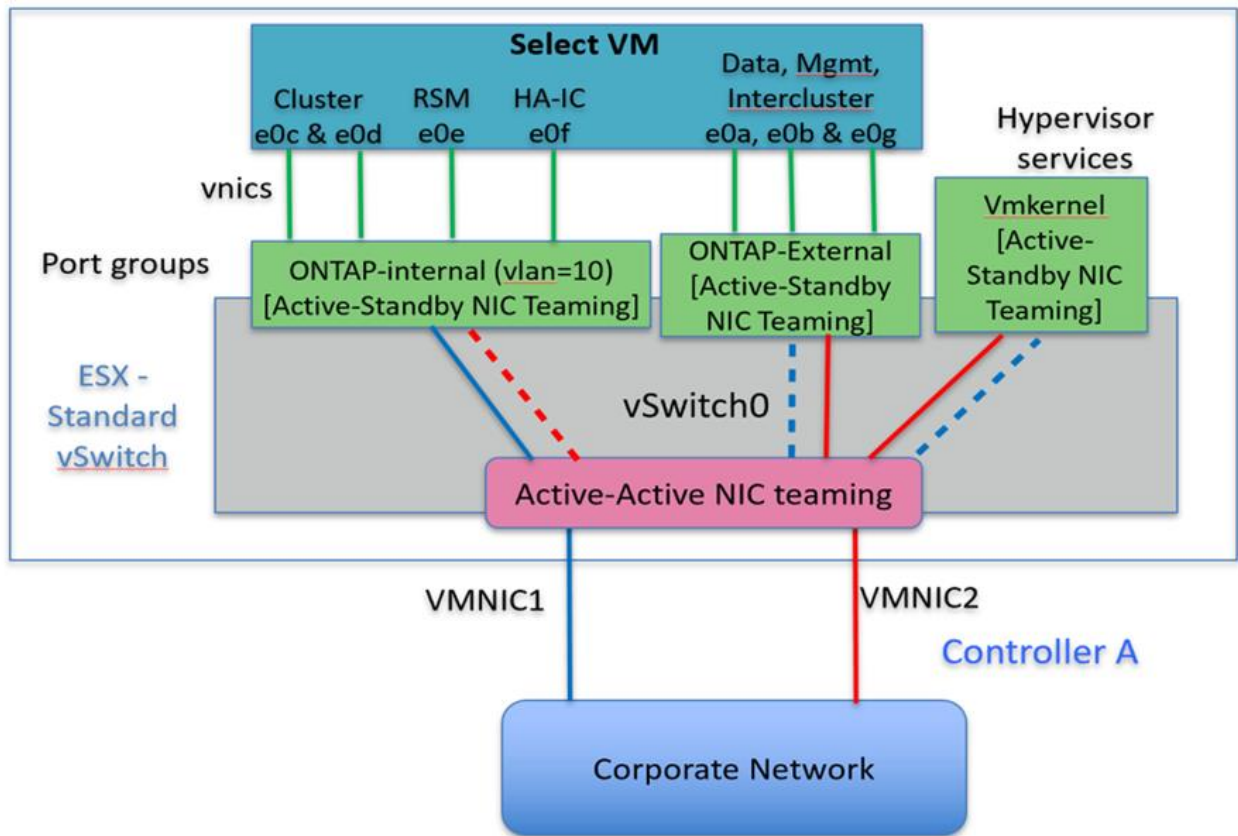 Select VM
Cluster
e0c & e0d
RSM
e0e
HA-IC
e0f
Data, Mgmt,
Intercluster
e0a, e0b & e0g
Hypervisor
services
vnics
Port groups
ONTAP-internal (vlan=10)
[Active-Standby NIC Teaming]
ONTAP-External
[Active-Standby
NIC Teaming]
Vmkernel
[Active-
Standby NIC
Teaming]
ESX -
Standard
vSwitch
vSwitch0
Active-Active NIC teaming
VMNIC1
VMNIC2
Controller A
Corporate Network